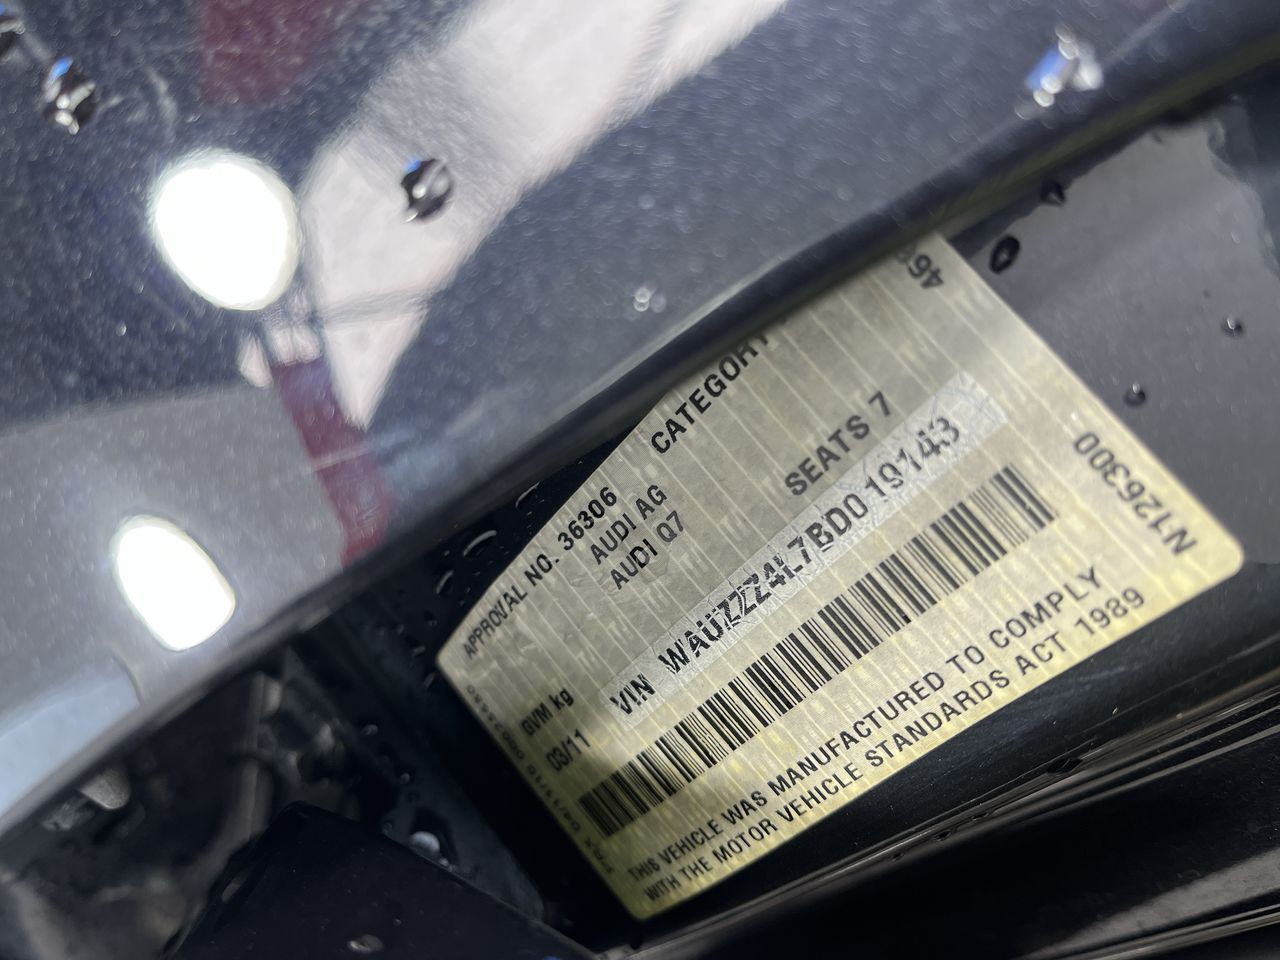 APPROVAL NO. 36306 CATEGORY
AUDI AG
AUDI Q7
GVM kg SEATS 7
03/11
VIN WAUZZZ4L7BD019143
N126300
THIS VEHICLE WAS MANUFACTURED TO COMPLY
WITH THE MOTOR VEHICLE STANDARDS ACT 1989